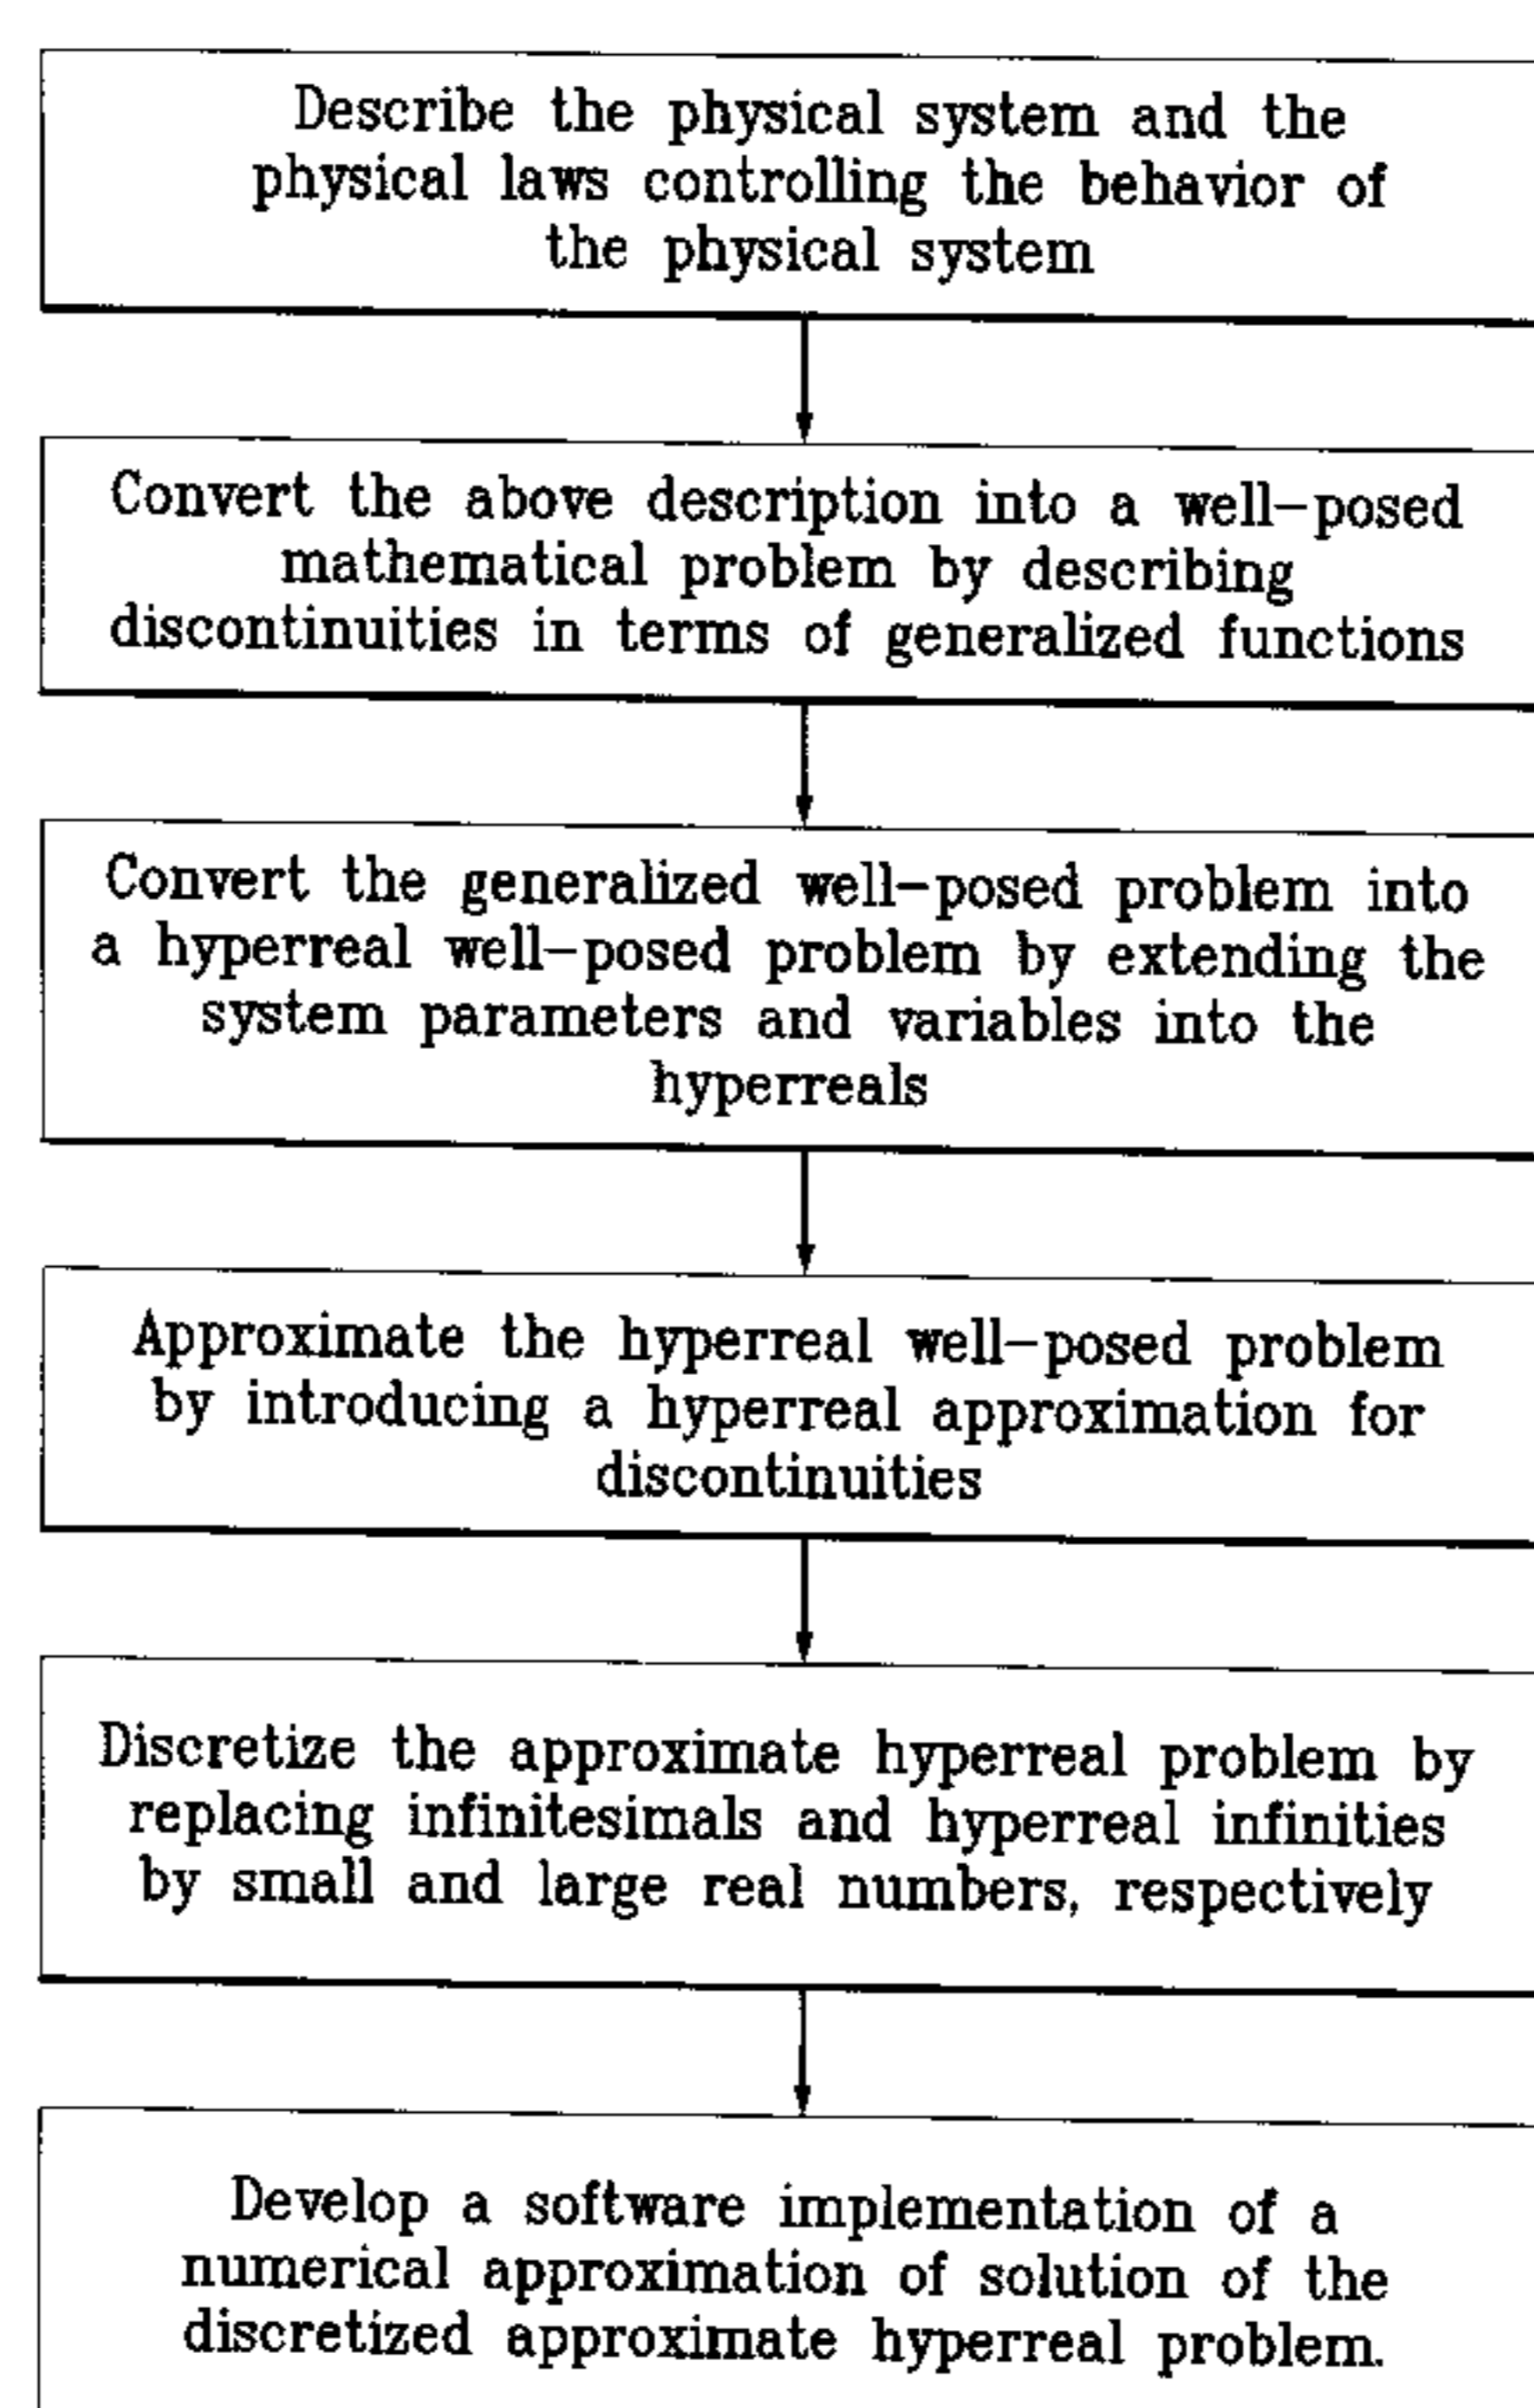 Describe the physical system and the
physical laws controlling the behavior of
the physical system
Convert the above description into a well-posed
mathematical problem by describing
discontinuities in terms of generalized functions
Convert the generalized well-posed problem into
a hyperreal well-posed problem by extending the
system parameters and variables into the
hyperreals
Approximate the hyperreal well-posed problem
by introducing a hyperreal approximation for
discontinuities
Discretize the approximate hyperreal problem by
replacing infinitesimals and hyperreal infinities
by small and large real numbers, respectively
Develop a software implementation of a
numerical approximation of solution of the
discretized approximate hyperreal problem.